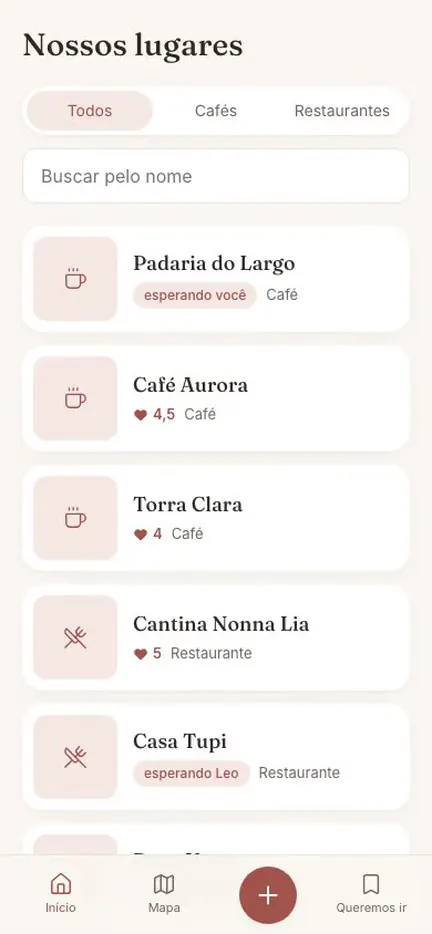 Nossos lugares
Todos Cafés Restaurantes
Buscar pelo nome
Padaria do Largo
esperando você Café
Café Aurora
4,5 Café
Torra Clara
4 Café
Cantina Nonna Lia
5 Restaurante
Casa Tupi
esperando Leo Restaurante
Início Mapa Queremos ir